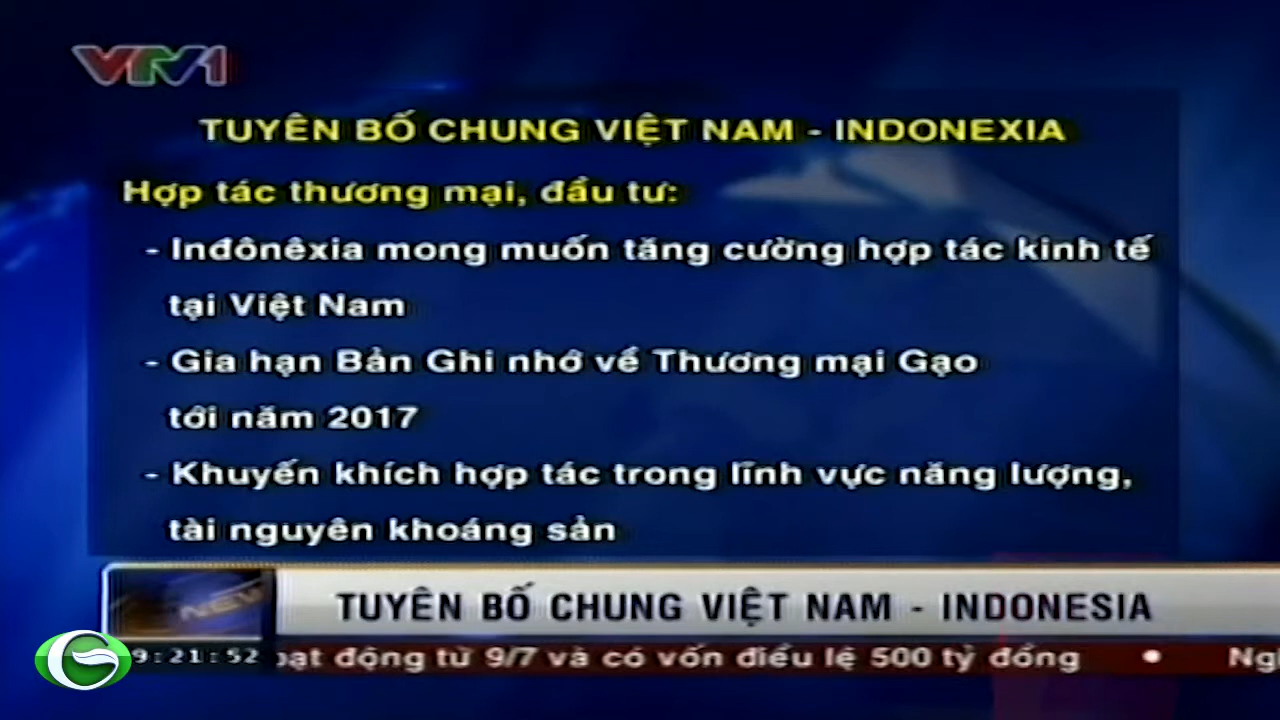 VTV1
TUYÊN BỐ CHUNG VIỆT NAM - INDONEXIA
Hợp tác thương mại, đầu tư:
- Inđônêxia mong muốn tăng cường hợp tác kinh tế
tại Việt Nam
- Gia hạn Bản Ghi nhớ về Thương mại Gạo
tới năm 2017
- Khuyến khích hợp tác trong lĩnh vực năng lượng,
tài nguyên khoáng sản
NEW
TUYÊN BỐ CHUNG VIỆT NAM - INDONESIA
9:21:52 oạt động từ 9/7 và có vốn điều lệ 500 tỷ đồng • Ng